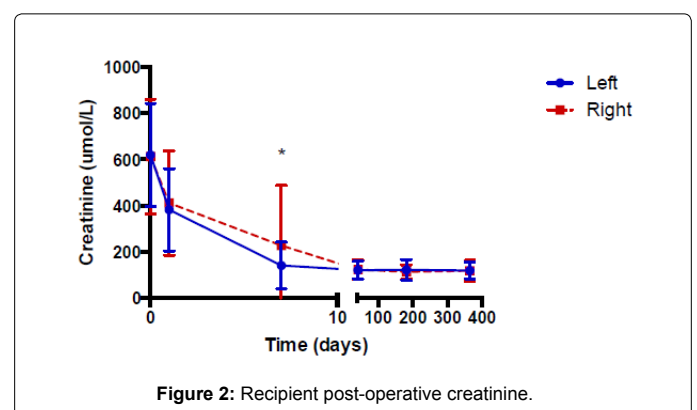 1000
800
600
400
200
0
Creatinine (umol/L)
*
Left
Right
0
10
100 200 300 400
Time (days)
Figure 2: Recipient post-operative creatinine.